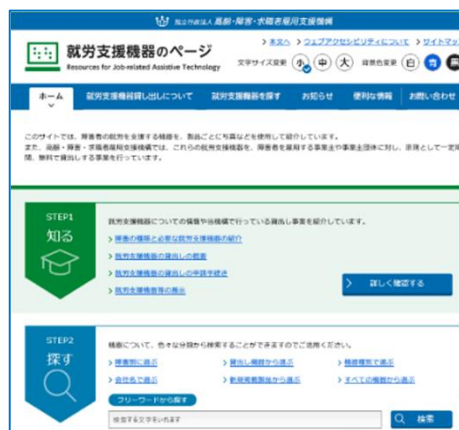 独立行政法人 高齢・障害・求職者雇用支援機構
本文へ ウェブアクセシビリティについて サイトマップ
就労支援機器のページ
Resources for Job-related Assistive Technology
文字サイズ変更 小 中 大 背景色変更 白 青 黒
ホーム 就労支援機器貸し出しについて 就労支援機器を探す お知らせ 便利な情報 お問い合わせ
このサイトでは、障害者の就労を支援する機器を、製品ごとに写真などを使用して紹介しています。
また、高齢・障害・求職者雇用支援機構では、これらの就労支援機器を、障害者を雇用する事業主や事業主団体に対し、原則として一定期
間、無料で貸出しする事業を行っています。
STEP1
知る
就労支援機器についての情報や当機構で行っている貸出し事業を紹介しています。
障害の種類と必要な就労支援機器の紹介
就労支援機器の貸出しの概要
就労支援機器の貸出しの申請手続き
就労支援機器等の展示
詳しく確認する
STEP2
探す
機器について、色々な分類から検索することができますのでご活用ください。
障害別に選ぶ 貸出し機器から選ぶ 機器種別で選ぶ
会社名で選ぶ 新規掲載製品から選ぶ すべての機器から選ぶ
フリーワードから探す
検索する文字をいれます 検索